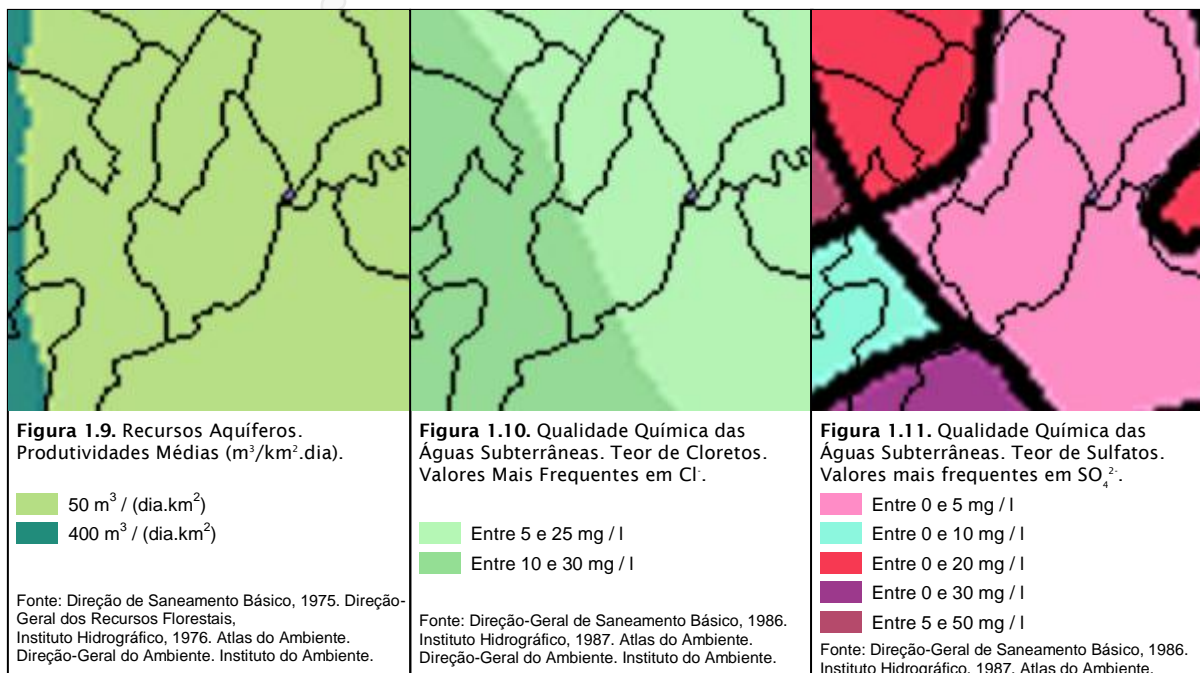 Figura 1.9. Recursos Aquíferos.
Produtividades Médias (m³/km².dia).
50 m³ / (dia.km²)
400 m³ / (dia.km²)
Fonte: Direção de Saneamento Básico, 1975. Direção-
Geral dos Recursos Florestais,
Instituto Hidrográfico, 1976. Atlas do Ambiente.
Direção-Geral do Ambiente. Instituto do Ambiente.
Figura 1.10. Qualidade Química das
Águas Subterrâneas. Teor de Cloretos.
Valores Mais Frequentes em Cl⁻.
Entre 5 e 25 mg / l
Entre 10 e 30 mg / l
Fonte: Direção-Geral de Saneamento Básico, 1986.
Instituto Hidrográfico, 1987. Atlas do Ambiente.
Direção-Geral do Ambiente. Instituto do Ambiente.
Figura 1.11. Qualidade Química das
Águas Subterrâneas. Teor de Sulfatos.
Valores mais frequentes em SO₄²⁻.
Entre 0 e 5 mg / l
Entre 0 e 10 mg / l
Entre 0 e 20 mg / l
Entre 0 e 30 mg / l
Entre 5 e 50 mg / l
Fonte: Direção-Geral de Saneamento Básico, 1986.
Instituto Hidrográfico, 1987. Atlas do Ambiente.